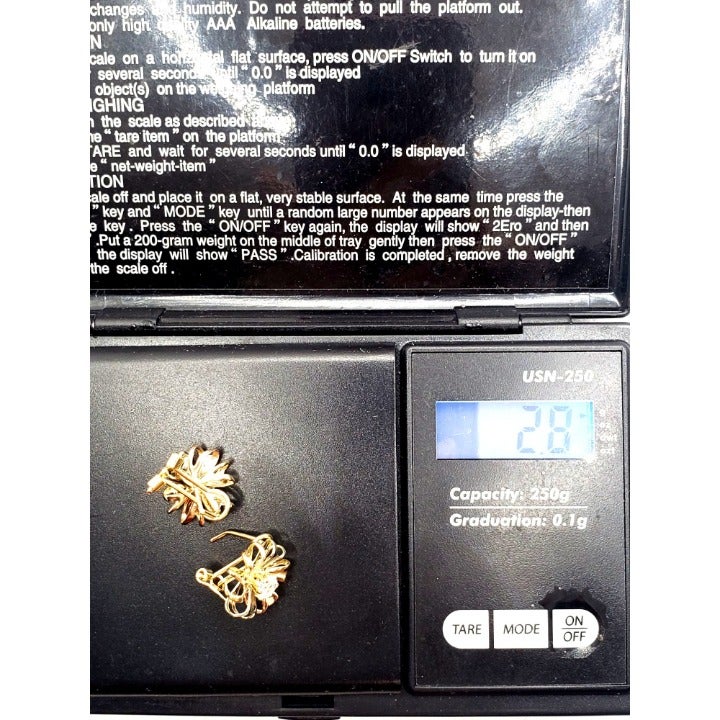 changes humidity. Do not attempt to pull the platform out.
only high AAA Alkaline batteries.
scale on a flat surface, press ON/OFF Switch to turn it on
several seconds until " 0.0 " is displayed
object(s) on the weighing platform
the scale as described
" tare item " on the platform
TARE and wait for several seconds until " 0.0 " is displayed
" net-weight-item "
scale off and place it on a flat, very stable surface. At the same time press the
" key and " MODE " key until a random large number appears on the display-then
key . Press the " ON/OFF " key again, the display will show " 2Ero " and then
.Put a 200-gram weight on the middle of tray gently then press the " ON/OFF "
the display will show " PASS " .Calibration is completed , remove the weight
the scale off .
USN-250
2.8
Capacity: 250g
Graduation: 0.1g
TARE
MODE
ON
OFF